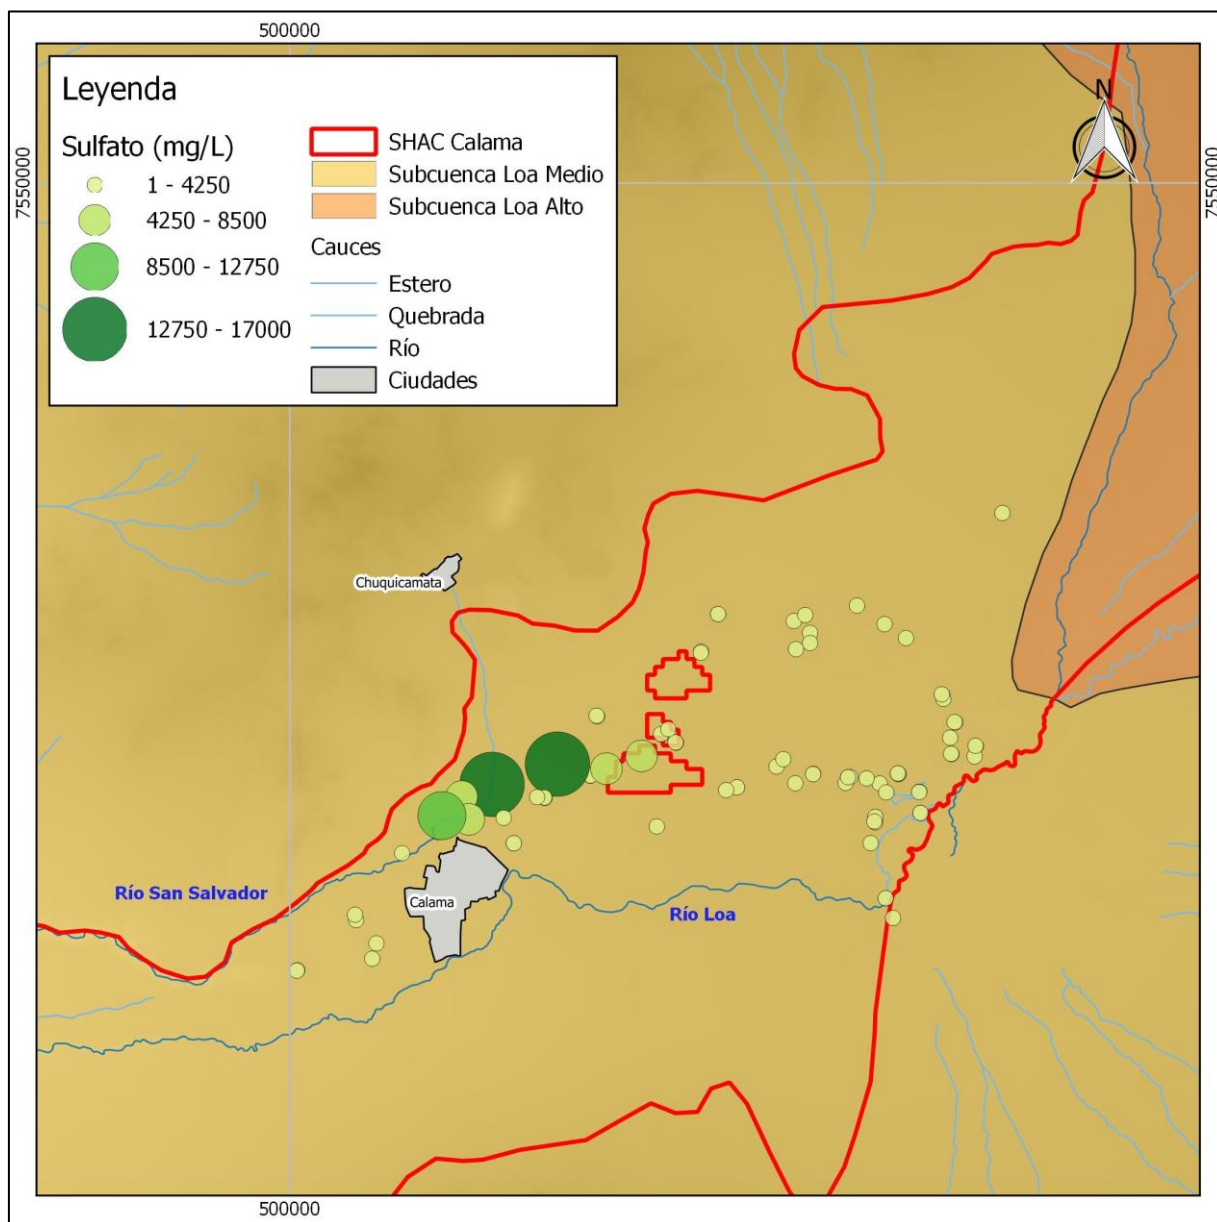 500000
Leyenda
Sulfato (mg/L)
1 - 4250
4250 - 8500
8500 - 12750
12750 - 17000
SHAC Calama
Subcuenca Loa Medio
Subcuenca Loa Alto
Cauces
Estero
Quebrada
Río
Ciudades
N
7550000
7550000
Chuquicamata
Río San Salvador
Calama
Río Loa
500000